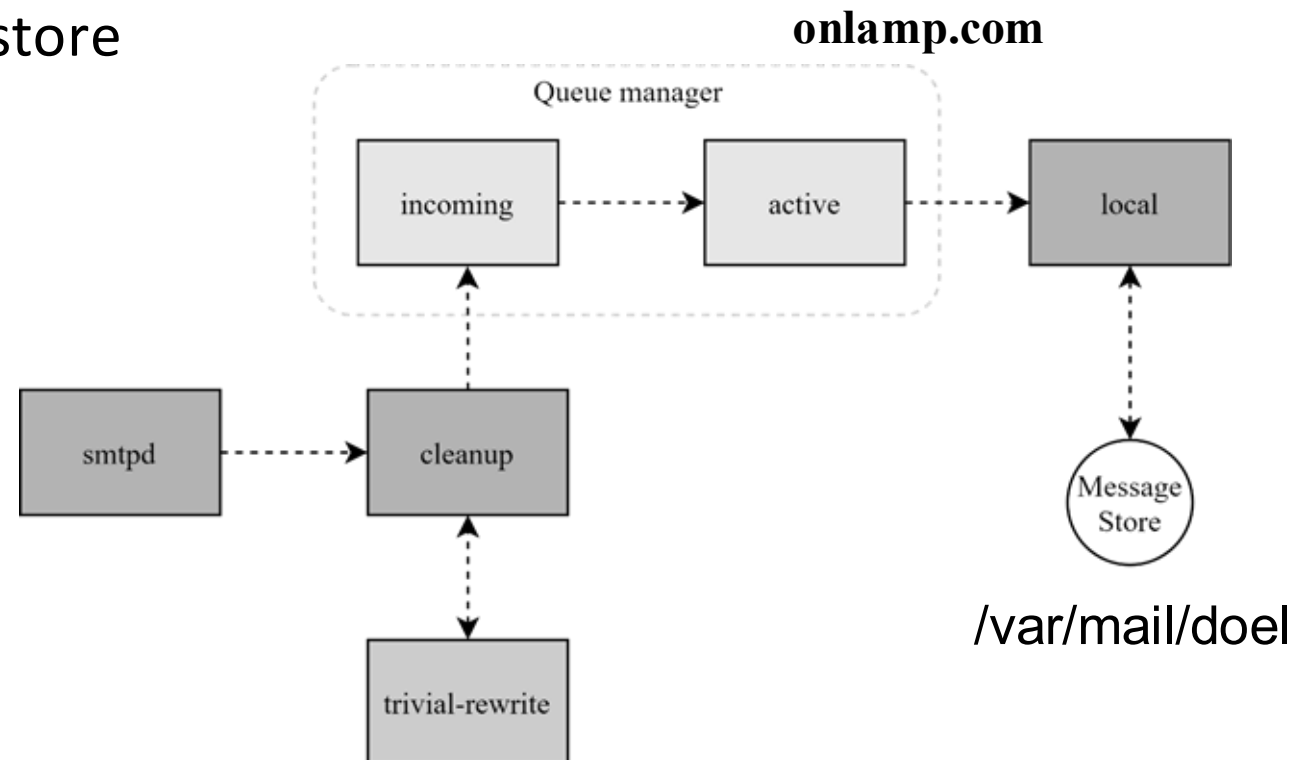 store
onlamp.com
Queue manager
incoming
active
local
smtpd
cleanup
Message
Store
/var/mail/doel
trivial-rewrite